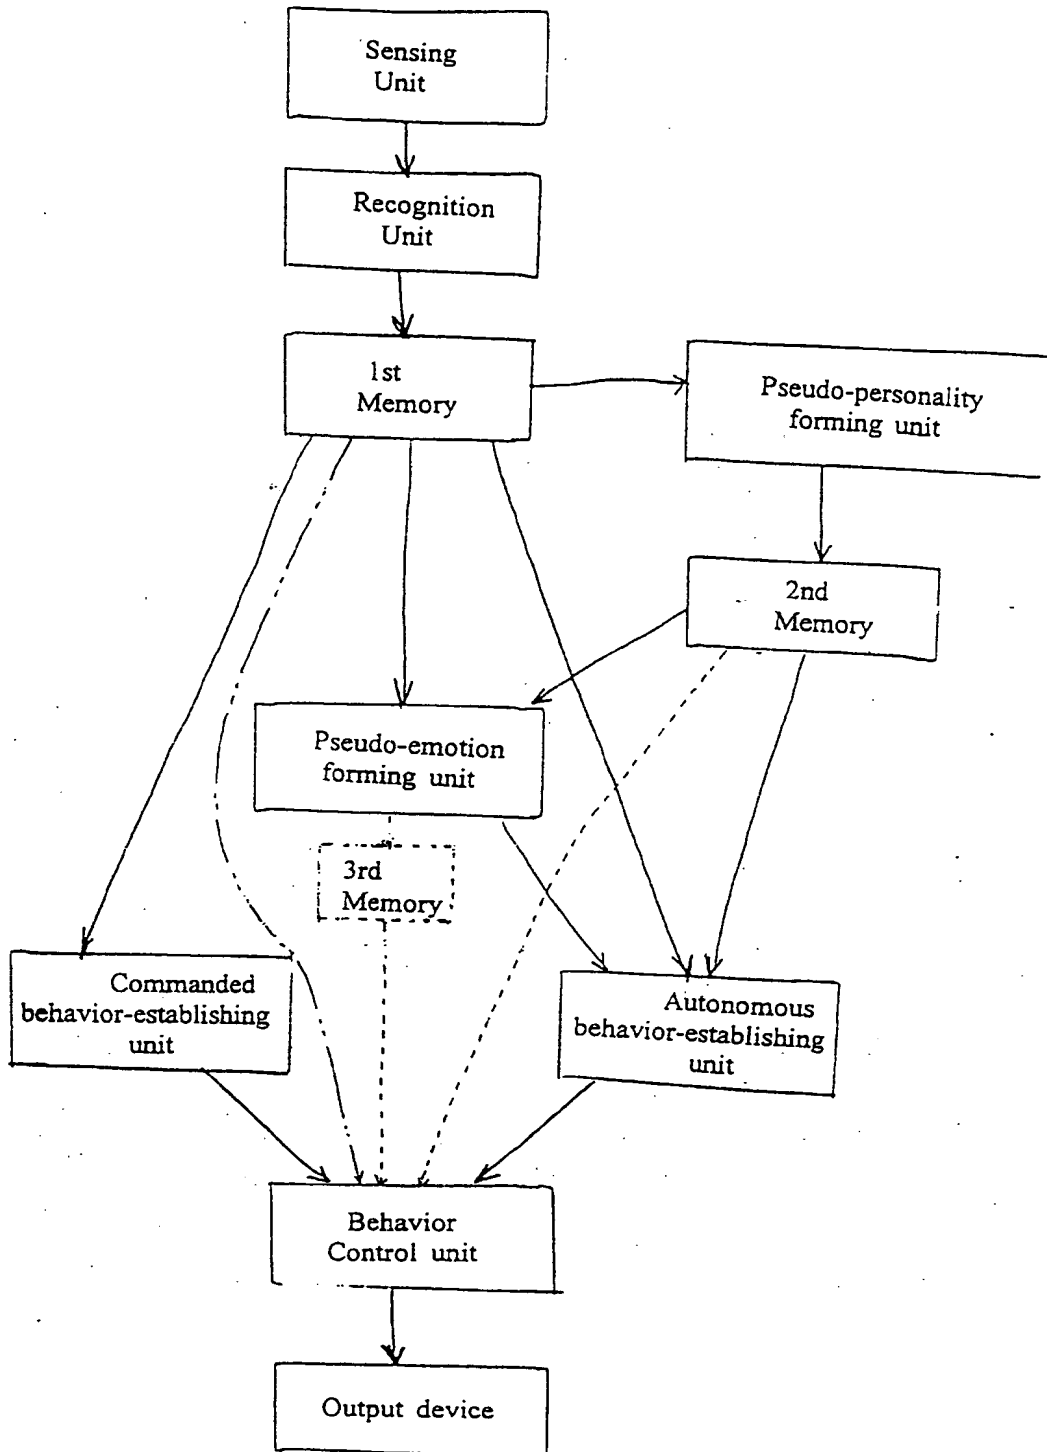 Sensing
Unit
Recognition
Unit
1st
Memory
Pseudo-personality
forming unit
2nd
Memory
Pseudo-emotion
forming unit
3rd
Memory
Commanded
behavior-establishing
unit
Autonomous
behavior-establishing
unit
Behavior
Control unit
Output device